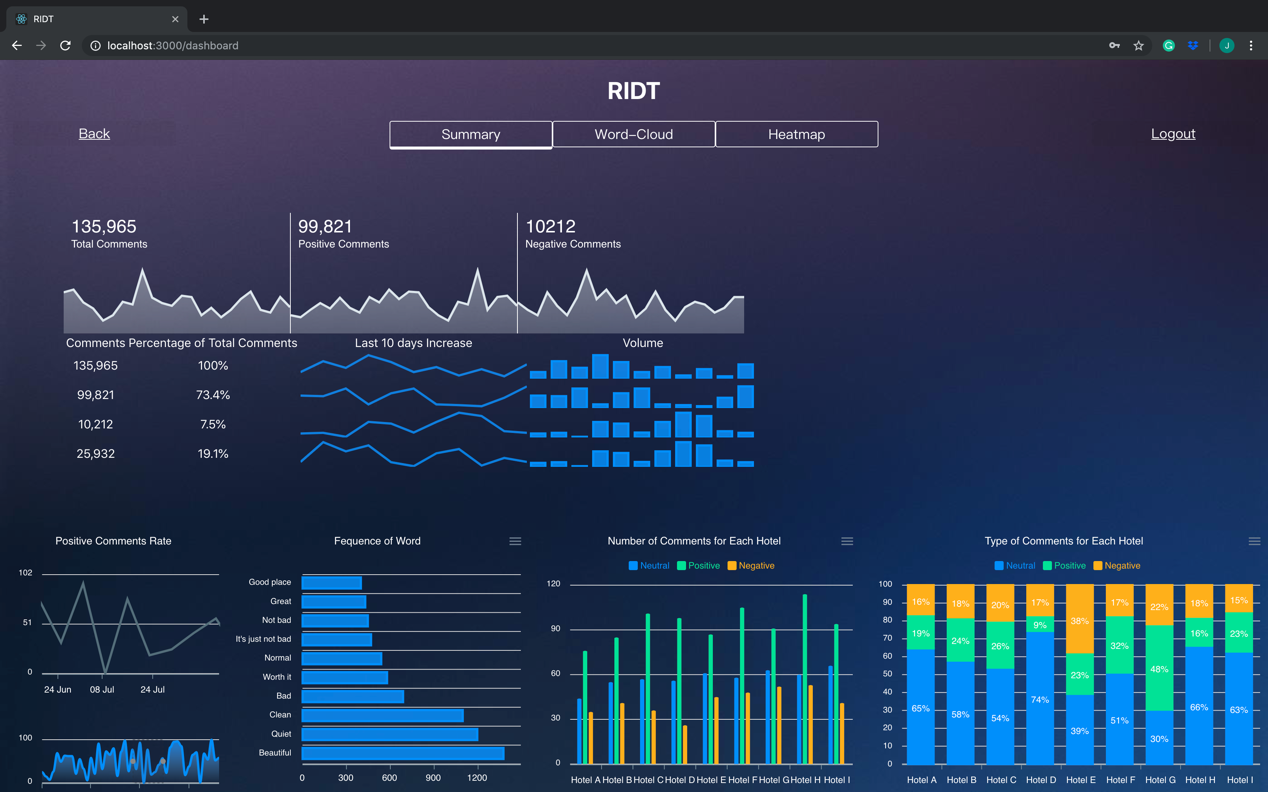 RIDT
localhost:3000/dashboard
J
RIDT
Back
Summary
Word-Cloud
Heatmap
Logout
135,965
Total Comments
99,821
Positive Comments
10212
Negative Comments
Comments Percentage of Total Comments
Last 10 days Increase
Volume
135,965 100%
99,821 73.4%
10,212 7.5%
25,932 19.1%
Positive Comments Rate
102
51
0
24 Jun 08 Jul 24 Jul
100
0
Fequence of Word
Good place
Great
Not bad
It's just not bad
Normal
Worth it
Bad
Clean
Quiet
Beautiful
0 300 600 900 1200
Number of Comments for Each Hotel
Neutral Positive Negative
120
90
60
30
0
Hotel A Hotel B Hotel C Hotel D Hotel E Hotel F Hotel G Hotel H Hotel I
Type of Comments for Each Hotel
Neutral Positive Negative
100
90
80
70
60
50
40
30
20
10
0
16% 18% 20% 17% 38% 17% 22% 18% 15%
19% 24% 26% 9% 23% 32% 48% 16% 23%
65% 58% 54% 74% 39% 51% 30% 66% 63%
Hotel A Hotel B Hotel C Hotel D Hotel E Hotel F Hotel G Hotel H Hotel I